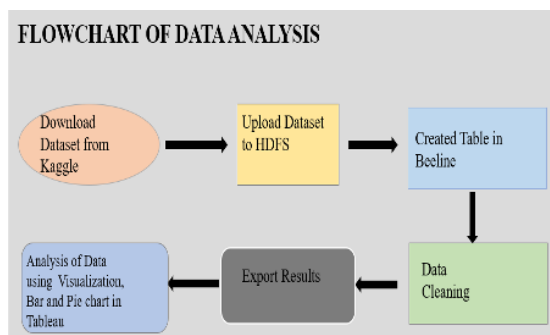 FLOWCHART OF DATA ANALYSIS
Download
Dataset from
Kaggle
Upload Dataset
to HDFS
Created Table in
Beeline
Data
Cleaning
Export Results
Analysis of Data
using Visualization,
Bar and Pie chart in
Tableau